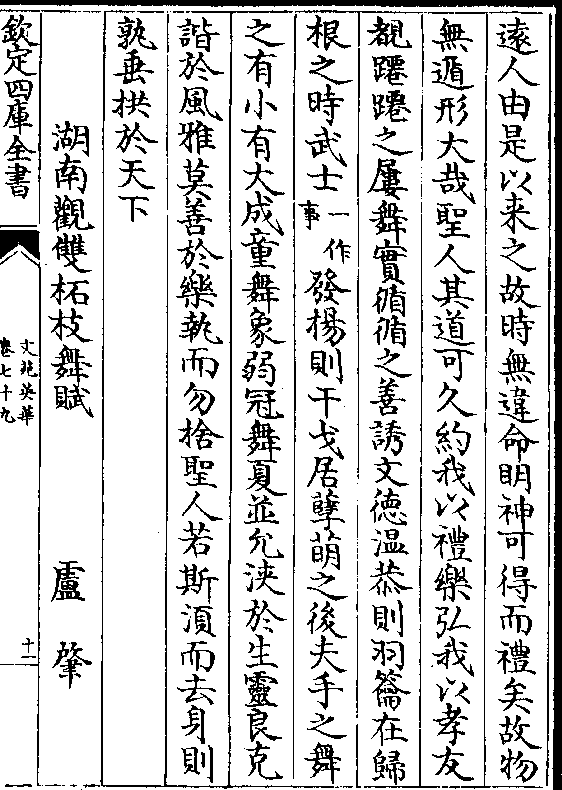 遠人由是以来之故時無違命明神可得而禮矣故物
無遁形大哉聖人其道可久約我以禮樂弘我以孝友
覩躚躚之屢舞實循循之善誘文德温恭則羽籥在歸
根之時武士一作事發揚則干戈居孽萌之後夫手之舞
之有小有大成童舞象弱冠舞夏並允浹於生靈良克
諧於風雅莫善於樂執而勿捨聖人若斯湏而去身則
孰垂拱於天下
湖南觀雙柘枝舞賦 盧肇
欽定四庫全書
文苑英華
卷七十九
十一